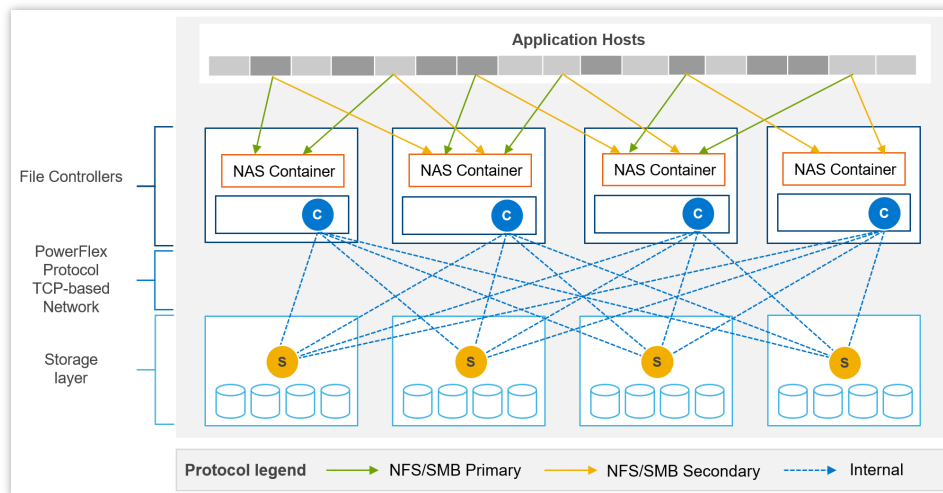 Application Hosts
File Controllers
NAS Container
NAS Container
NAS Container
NAS Container
C
C
C
C
PowerFlex
Protocol
TCP-based
Network
Storage
layer
S
S
S
S
Protocol legend
NFS/SMB Primary
NFS/SMB Secondary
Internal